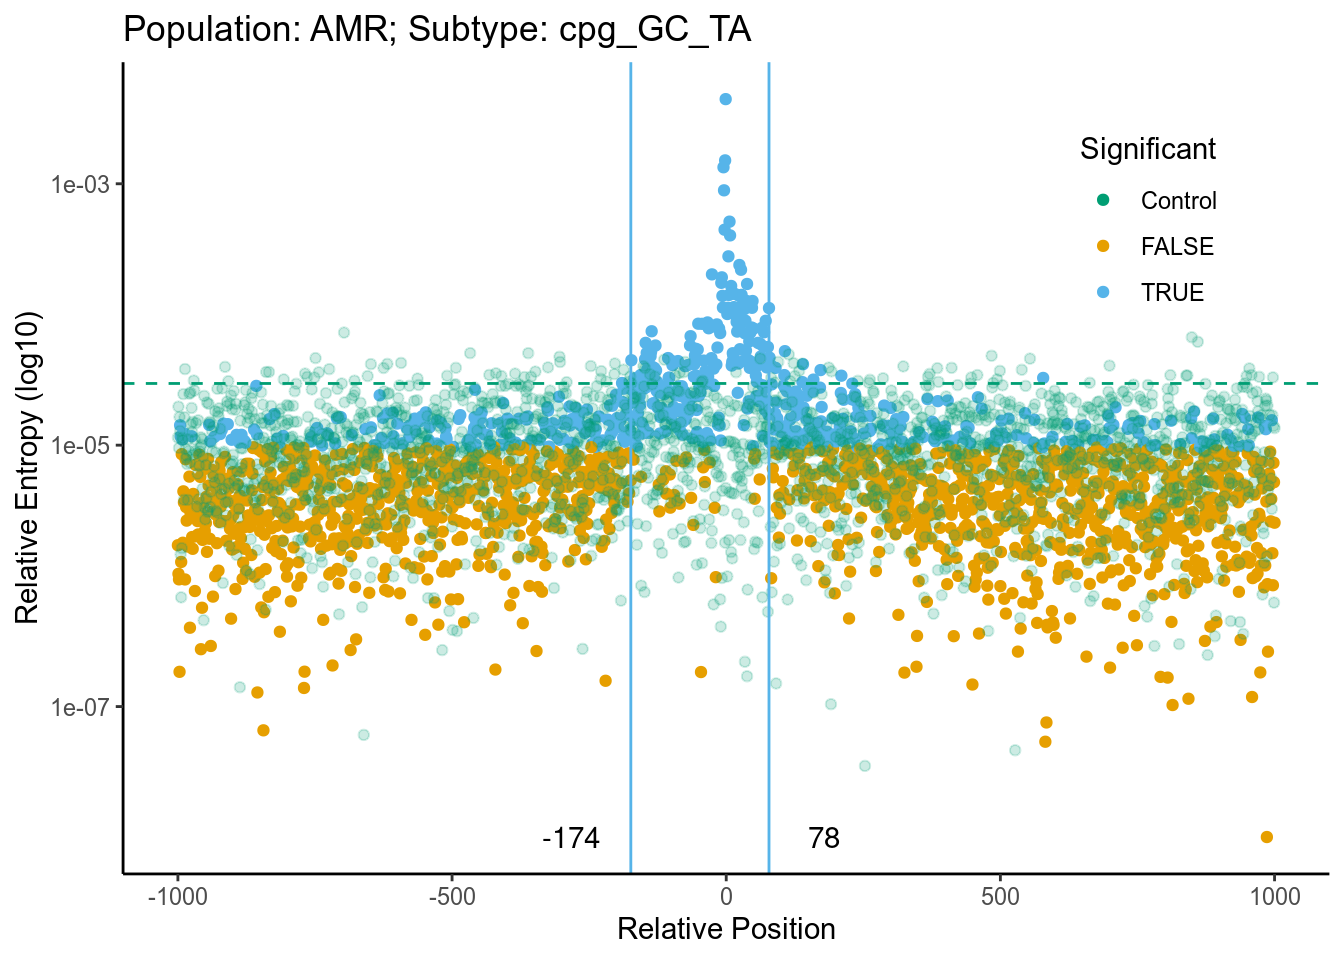 Population: AMR; Subtype: cpg_GC_TA
Relative Entropy (log10)
1e-03
1e-05
1e-07
Significant
Control
FALSE
TRUE
-174
78
-1000
-500
0
500
1000
Relative Position